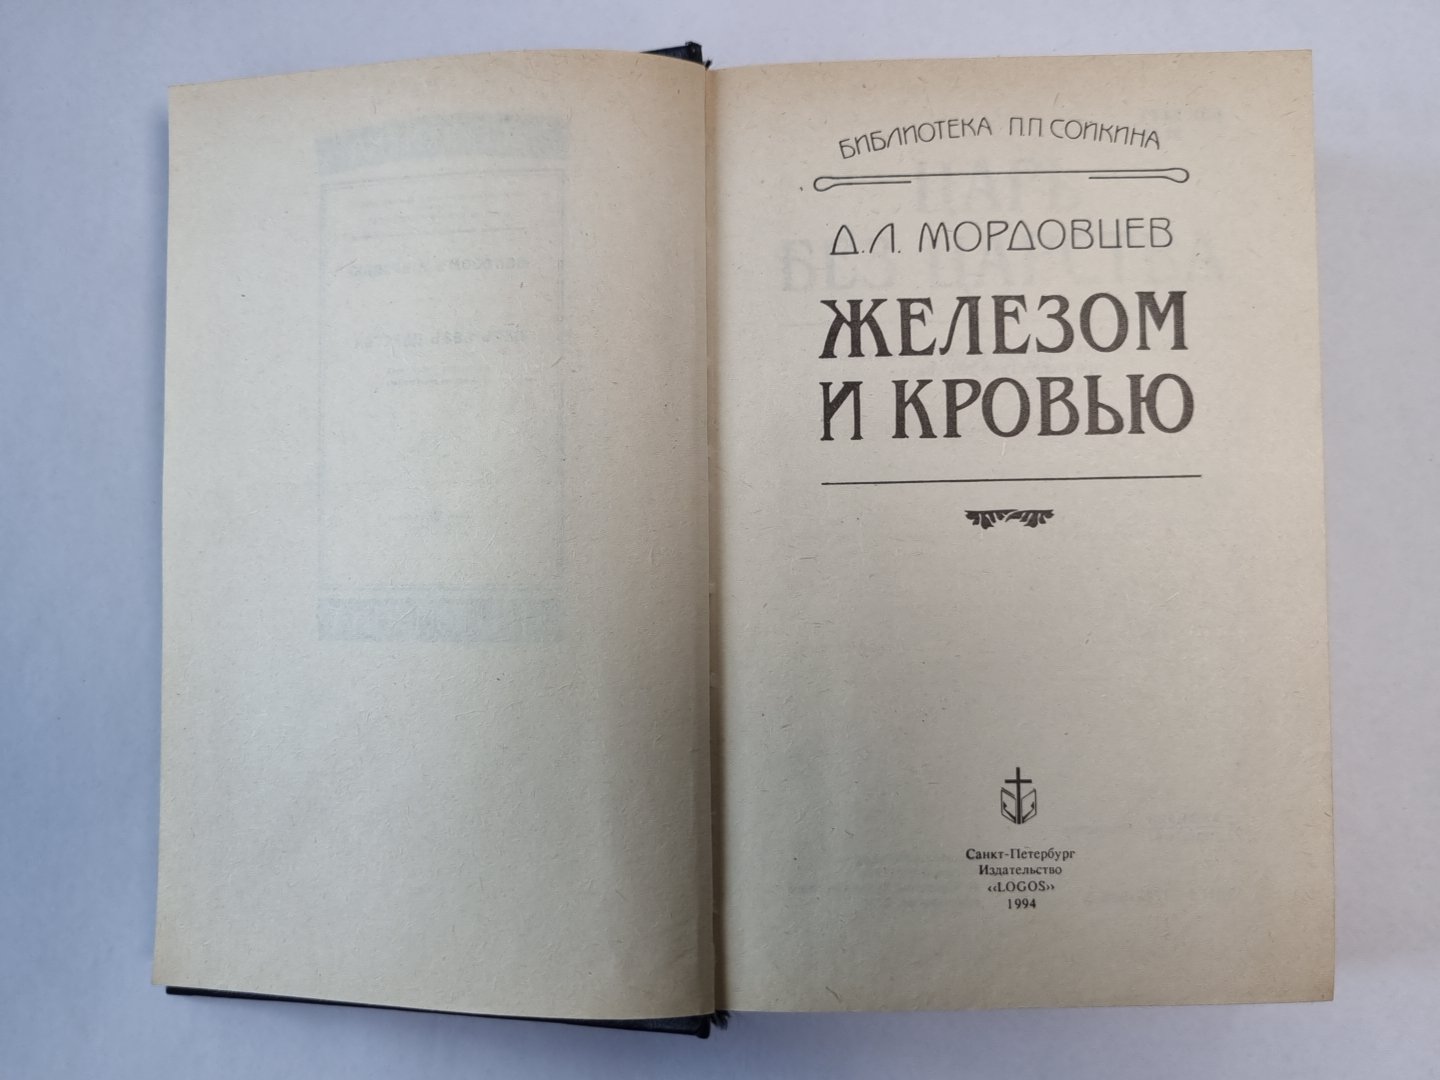 БИБЛИОТЕКА П.П.СОЙКИНА
Д.Л. МОРДОВЦЕВ
ЖЕЛЕЗОМ
И КРОВЬЮ
Санкт-Петербург
Издательство
«LOGOS»
1994